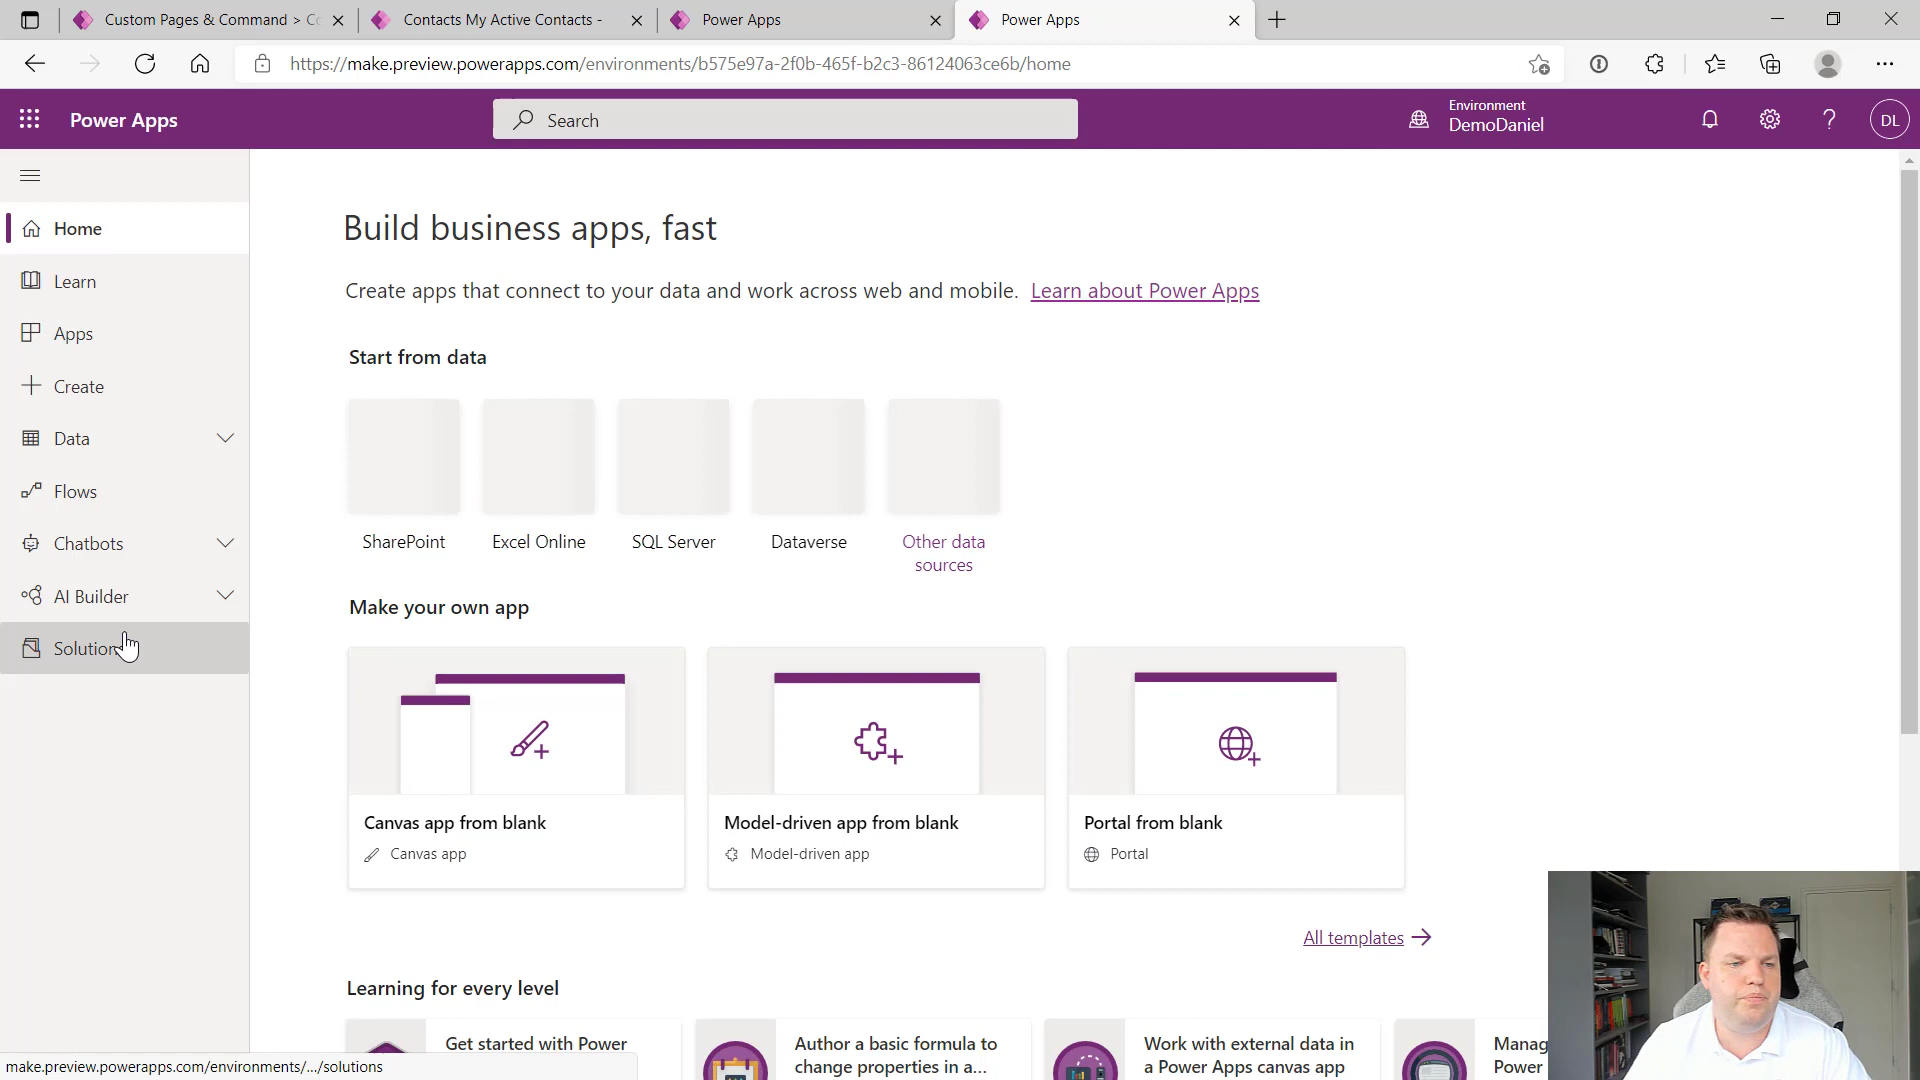 Custom Pages & Command > Co
Contacts My Active Contacts -
Power Apps
Power Apps
https://make.preview.powerapps.com/environments/b575e97a-2f0b-465f-b2c3-86124063ce6b/home
Power Apps
Search
Environment
DemoDaniel
DL
Home
Learn
Apps
Create
Data
Flows
Chatbots
AI Builder
Solution
Build business apps, fast
Create apps that connect to your data and work across web and mobile. Learn about Power Apps
Start from data
SharePoint
Excel Online
SQL Server
Dataverse
Other data
sources
Make your own app
Canvas app from blank
Canvas app
Model-driven app from blank
Model-driven app
Portal from blank
Portal
All templates
Learning for every level
Get started with Power
Author a basic formula to
change properties in a...
Work with external data in
a Power Apps canvas app
Manag
Power
make.preview.powerapps.com/environments/.../solutions